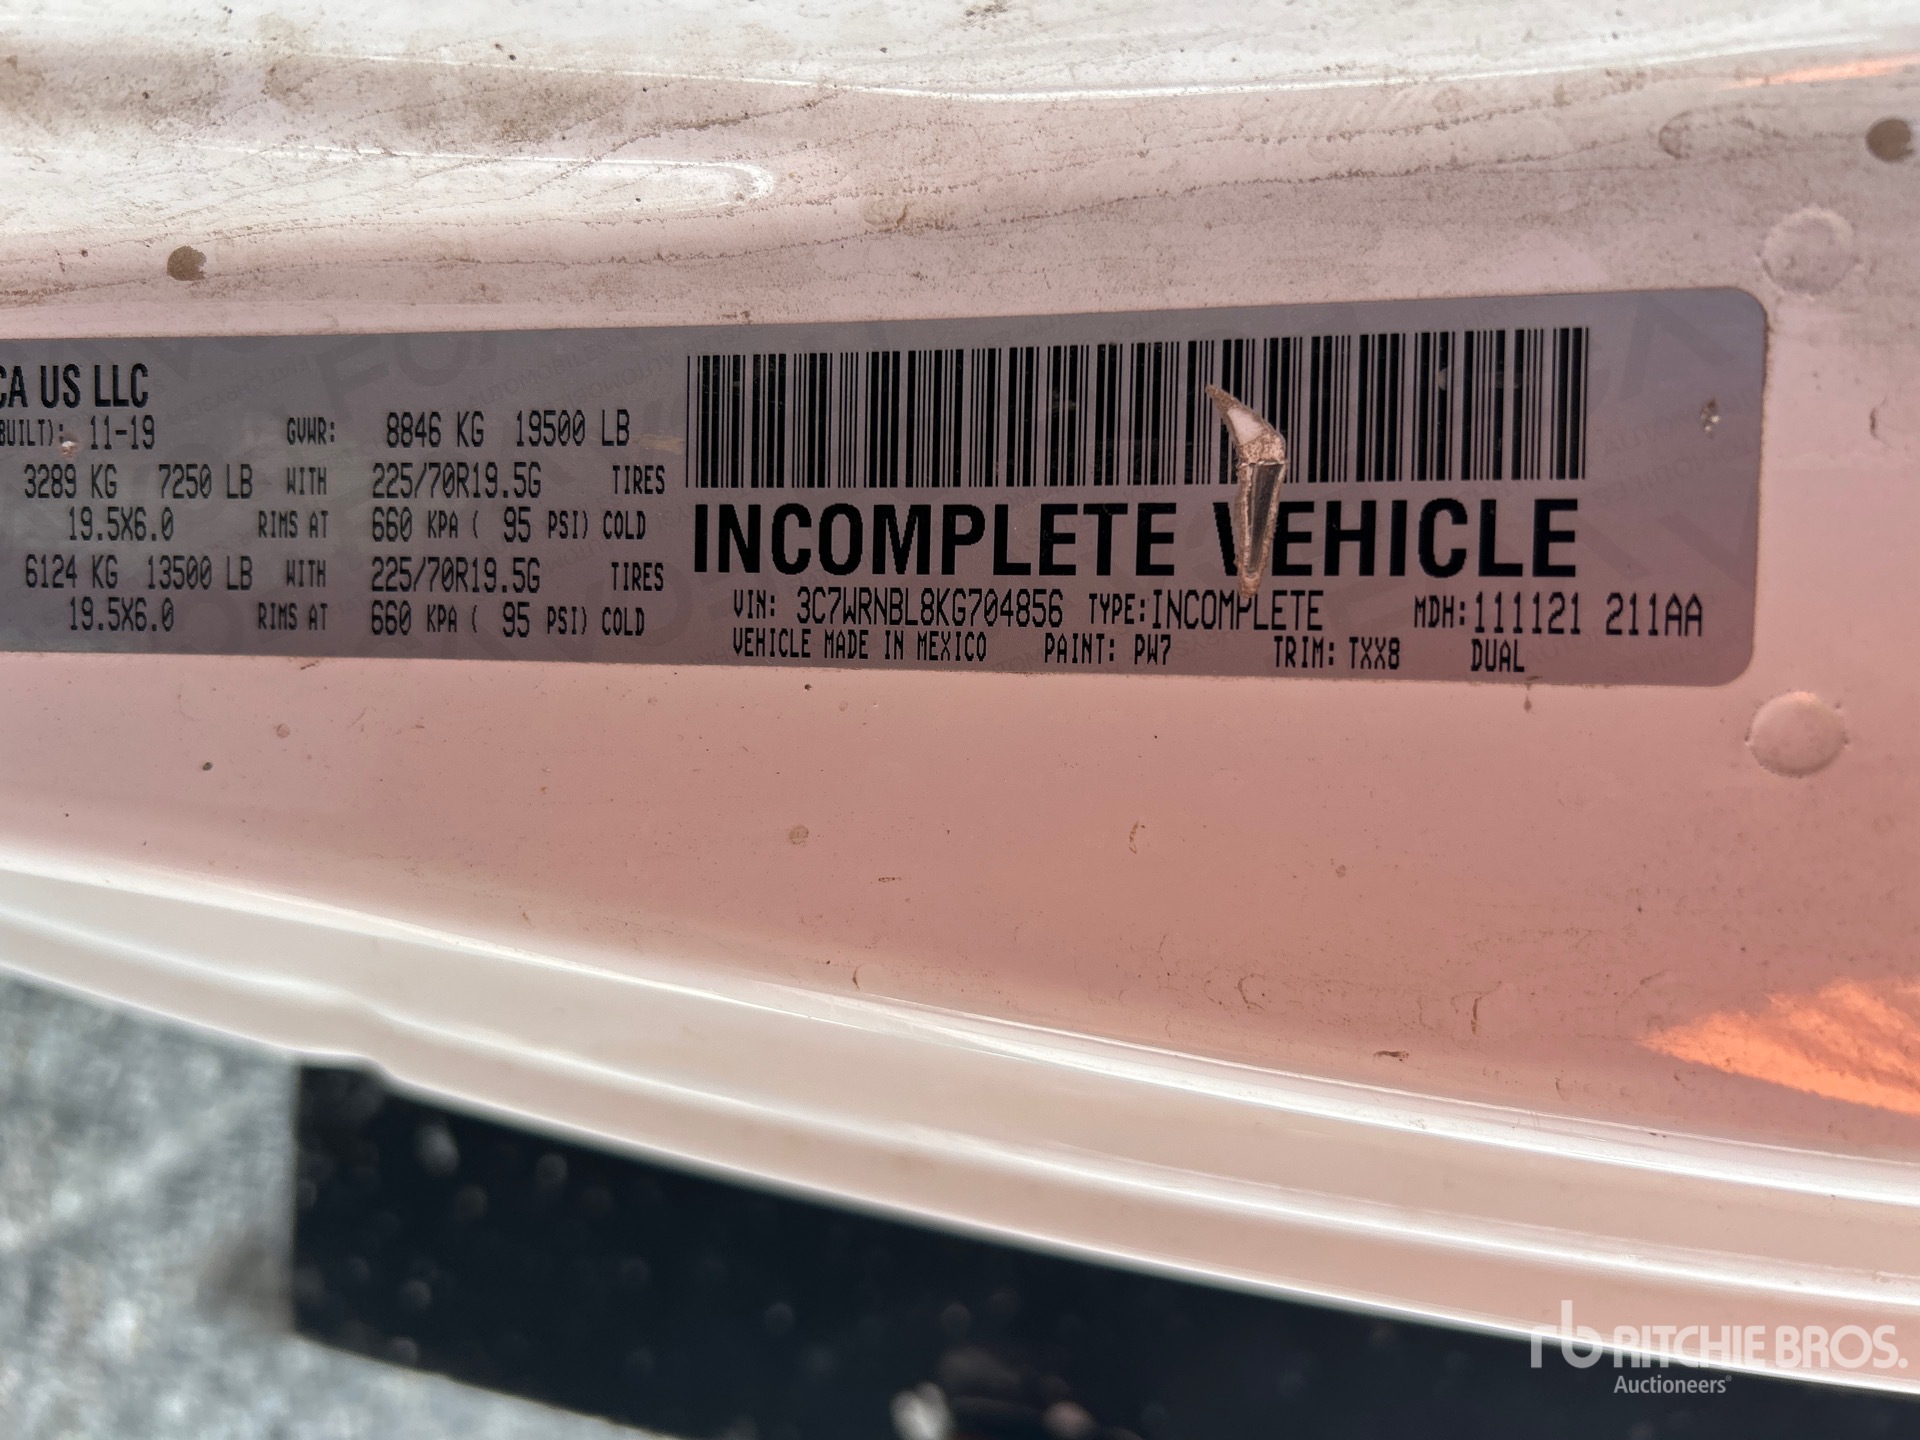 CA US LLC
BUILT): 11-19 GVWR: 8846 KG 19500 LB
3289 KG 7250 LB WITH 225/70R19.5G TIRES
19.5X6.0 RIMS AT 660 KPA ( 95 PSI) COLD
6124 KG 13500 LB WITH 225/70R19.5G TIRES
19.5X6.0 RIMS AT 660 KPA ( 95 PSI) COLD
INCOMPLETE VEHICLE
VIN: 3C7WRNBL8KG704856 TYPE: INCOMPLETE MDH: 111121 211AA
VEHICLE MADE IN MEXICO PAINT: PW7 TRIM: TXX8 DUAL
rb RITCHIE BROS.
Auctioneers